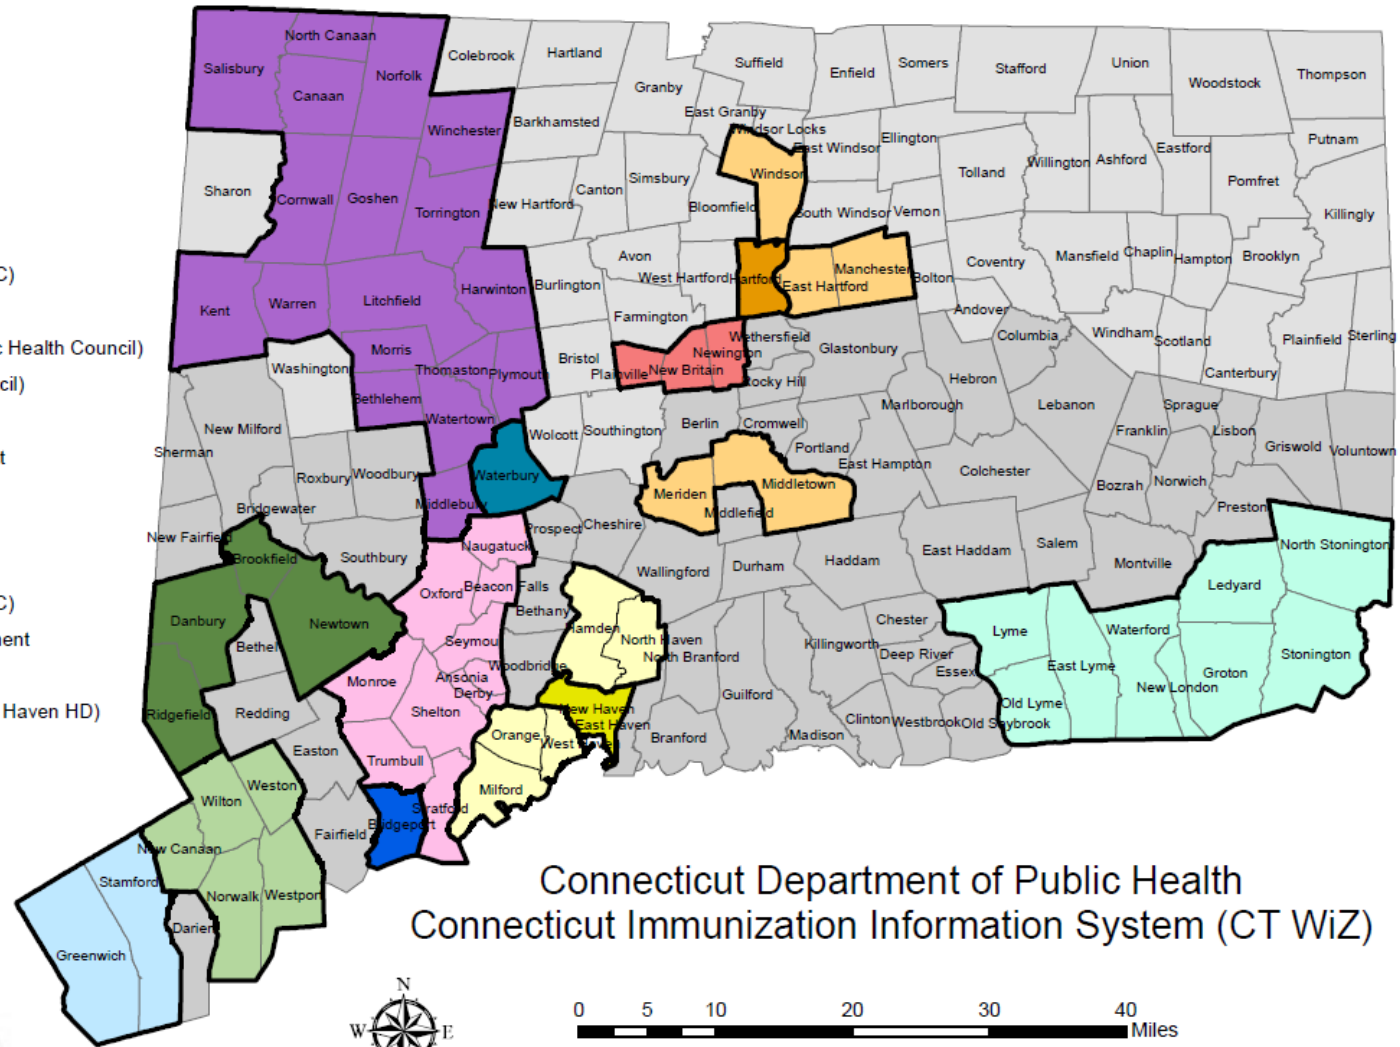 North Canaan
Colebrook
Hartland
Salisbury
Canaan
Norfolk
Granby
Suffield
Enfield
Somers
Stafford
Union
Woodstock
Thompson
Winchester
Barkhamsted
East Granby
Windsor Locks
East Windsor
Ellington
Tolland
Willington
Ashford
Eastford
Putnam
Pomfret
Killingly
Sharon
Cornwall
Goshen
Torrington
New Hartford
Canton
Simsbury
Bloomfield
Windsor
South Windsor
Vernon
Avon
West Hartford
Hartford
East Hartford
Manchester
Bolton
Coventry
Mansfield
Chaplin
Hampton
Brooklyn
C)
Kent
Warren
Litchfield
Harwinton
Burlington
Farmington
Andover
Columbia
Windham
Scotland
Plainfield
Sterling
Canterbury
c Health Council)
cil)
Washington
Morris
Bethlehem
Thomaston
Plymouth
Watertown
Bristol
Plainville
New Britain
Newington
Wethersfield
Rocky Hill
Glastonbury
Hebron
Marlborough
Lebanon
Sprague
Franklin
Lisbon
Griswold
Voluntown
t
Sherman
New Milford
Roxbury
Woodbury
Wolcott
Southington
Berlin
Cromwell
Portland
East Hampton
Colchester
Bozrah
Norwich
Preston
Bridgewater
Waterbury
Middlebury
Meriden
Middletown
Middlefield
New Fairfield
Brookfield
Southbury
Naugatuck
Prospect
Cheshire
Wallingford
Durham
Haddam
East Haddam
Salem
Montville
Ledyard
North Stonington
C)
ment
Haven HD)
Danbury
Newtown
Bethel
Oxford
Beacon Falls
Bethany
Seymou
Woodbridge
Hamden
North Haven
North Branford
Killingworth
Chester
Deep River
Essex
Lyme
East Lyme
Waterford
New London
Groton
Stonington
Old Lyme
Ridgefield
Redding
Monroe
Ansonia
Derby
Shelton
Orange
New Haven
East Haven
West Haven
Branford
Guilford
Madison
Clinton
Westbrook
Old Saybrook
Easton
Trumbull
Milford
Weston
Wilton
Fairfield
Bridgeport
Stratford
New Canaan
Stamford
Norwalk
Westport
Darien
Greenwich
Connecticut Department of Public Health
Connecticut Immunization Information System (CT WiZ)
N
W E
0 5 10 20 30 40
Miles